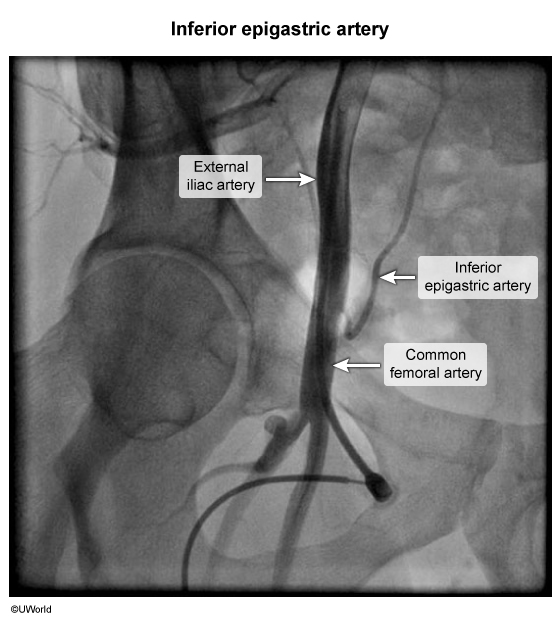 Inferior epigastric artery
External
iliac artery
Inferior
epigastric artery
Common
femoral artery
©UWorld